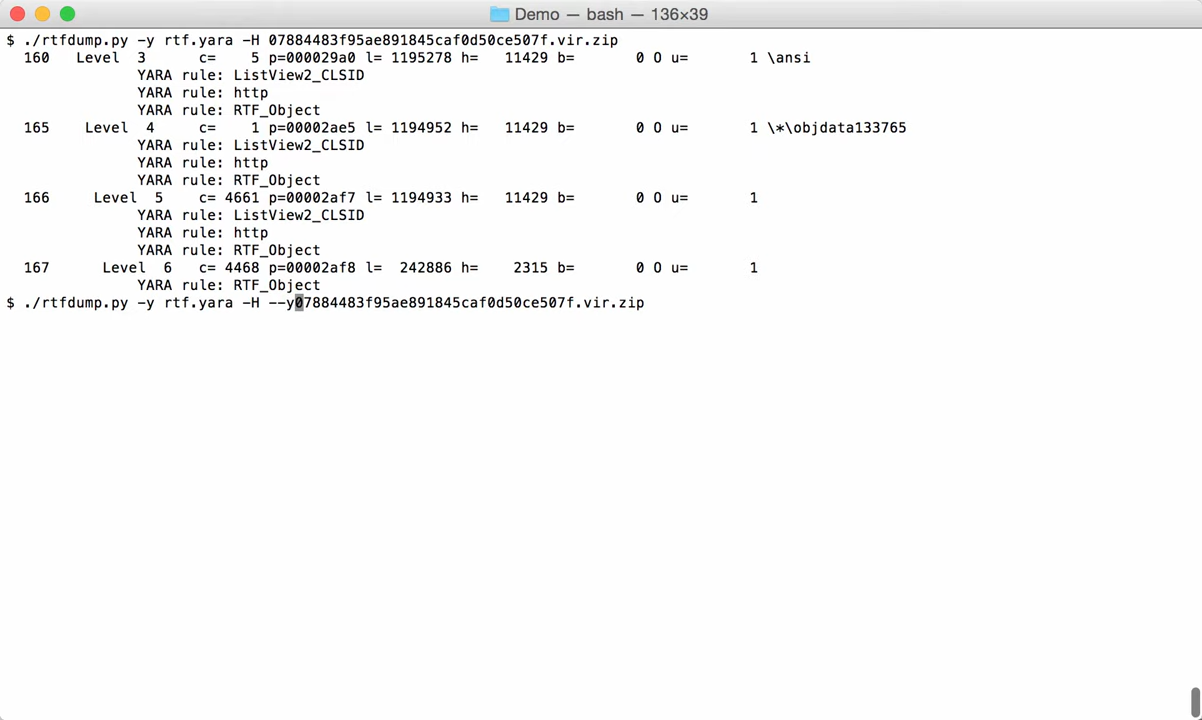 Demo — bash — 136×39
$ ./rtfdump.py -y rtf.yara -H 07884483f95ae891845caf0d50ce507f.vir.zip
  160   Level  3      c=    5 p=000029a0 l= 1195278 h=   11429 b=       0 O u=       1 \ansi
               YARA rule: ListView2_CLSID
               YARA rule: http
               YARA rule: RTF_Object
  165    Level  4     c=    1 p=00002ae5 l= 1194952 h=   11429 b=       0 O u=       1 \*\objdata133765
               YARA rule: ListView2_CLSID
               YARA rule: http
               YARA rule: RTF_Object
  166     Level  5    c= 4661 p=00002af7 l= 1194933 h=   11429 b=       0 O u=       1
               YARA rule: ListView2_CLSID
               YARA rule: http
               YARA rule: RTF_Object
  167      Level  6   c= 4468 p=00002af8 l=  242886 h=    2315 b=       0 O u=       1
               YARA rule: RTF_Object
$ ./rtfdump.py -y rtf.yara -H --y07884483f95ae891845caf0d50ce507f.vir.zip